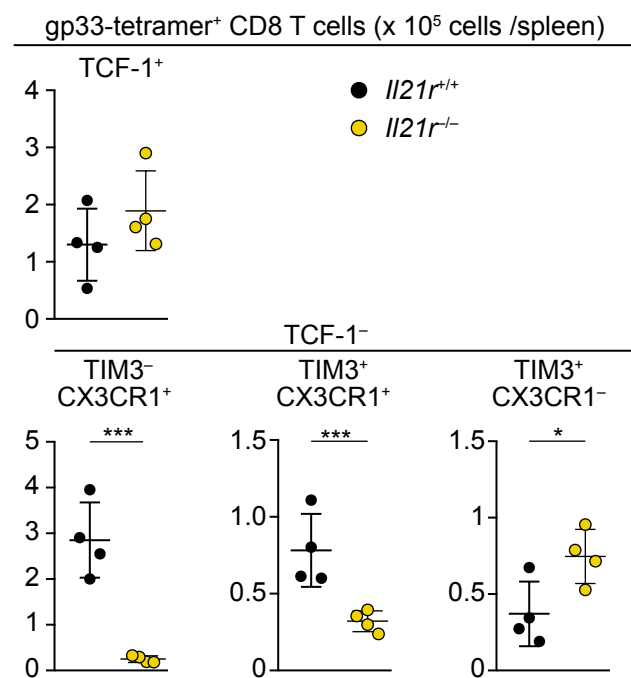 gp33-tetramer⁺ CD8 T cells (x 10⁵ cells /spleen)
TCF-1⁺
Il21r⁺/⁺
Il21r⁻/⁻
4
3
2
1
0
TCF-1⁻
TIM3⁻
CX3CR1⁺
TIM3⁺
CX3CR1⁺
TIM3⁺
CX3CR1⁻
***
5
4
3
2
1
0
***
1.5
1.0
0.5
0
*
1.5
1.0
0.5
0